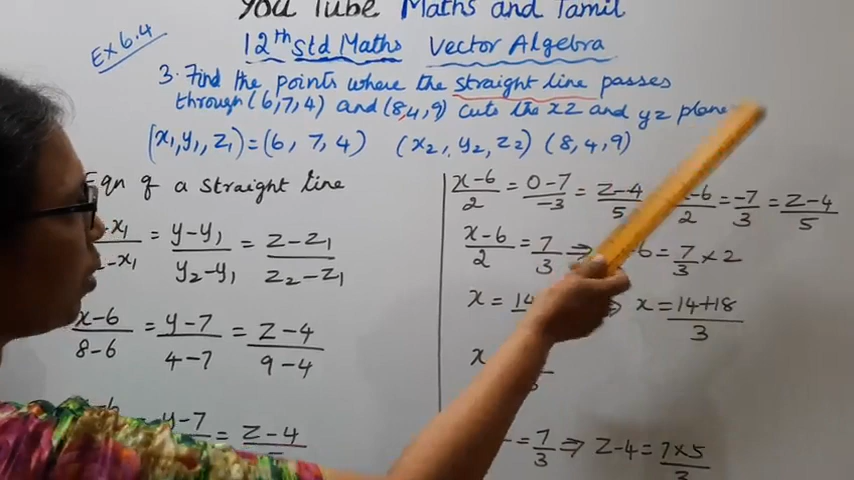 You Tube Maths and Tamil
Ex 6.4
12th std Maths Vector Algebra
3. Find the points where the straight line passes
through (6,7,4) and (8,4,9) cuts the xz and yz plane
(x₁,y₁,z₁)=(6, 7, 4) (x₂, y₂, z₂) (8, 4, 9)
Eqn of a straight line
-x₁/-x₁ = y-y₁/y₂-y₁ = z-z₁/z₂-z₁
x-6/8-6 = y-7/4-7 = z-4/9-4
-6 y-7 = z-4
x-6/2 = 0-7/-3 = z-4/5 -6/2 = -7/3 = z-4/5
x-6/2 = 7/3 ⇒ -6 = 7/3 × 2
x = 14 ⇒ x = 14+18/3
x
= 7/3 ⇒ z-4 = 7×5/3